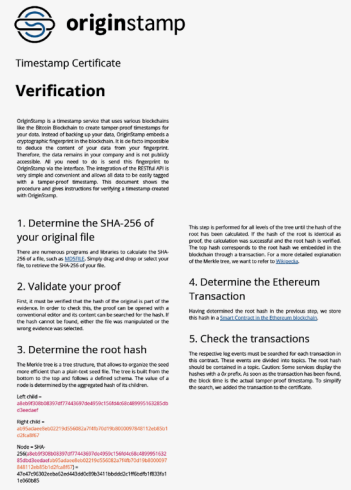 originstamp
Timestamp Certificate
Verification
OriginStamp is a timestamp service that uses various blockchains
like the Bitcoin Blockchain to create tamper-proof timestamps for
your data. Instead of backing up your data, OriginStamp embeds a
cryptographic fingerprint in the blockchain. It is de facto impossible
to deduce the content of your data from your fingerprint.
Therefore, the data remains in your company and is not publicly
accessible. All you need to do is send this fingerprint to
OriginStamp via the interface. The integration of the RESTful API is
very simple and convenient and allows all data to be easily tagged
with a tamper-proof timestamp. This document shows the
procedure and gives instructions for verifying a timestamp created
with OriginStamp.
1. Determine the SHA-256 of
your original file
There are numerous programs and libraries to calculate the SHA-
256 of a file, such as MD5FILE. Simply drag and drop or select your
file, to retrieve the SHA-256 of your file.
2. Validate your proof
First, it must be verified that the hash of the original is part of the
evidence. In order to check this, the proof can be opened with a
conventional editor and its content can be searched for the hash. If
the hash cannot be found, either the file was manipulated or the
wrong evidence was selected.
3. Determine the root hash
The Merkle tree is a tree structure, that allows to organize the seed
more efficient than a plain-text seed file. The tree is built from the
bottom to the top and follows a defined schema. The value of a
node is determined by the aggregated hash of its children.
Left child =
Right child =
Node = SHA-
This step is performed for all levels of the tree until the hash of the
root has been calculated. If the hash of the root is identical as
proof, the calculation was successful and the root hash is verified.
The top hash corresponds to the root hash we embedded in the
blockchain through a transaction. For a more detailed explanation
of the Merkle tree, we want to refer to Wikipedia.
4. Determine the Ethereum
Transaction
Having determined the root hash in the previous step, we store
this hash in a Smart Contract in the Ethereum blockchain.
5. Check the transactions
The respective log events must be searched for each transaction in
this contract. These events are divided into topics. The root hash
should be contained in a topic. Caution: Some services display the
hashes with a 0x prefix. As soon as the transaction has been found,
the block time is the actual tamper-proof timestamp. To simplify
the search, we added the transaction to the certificate.